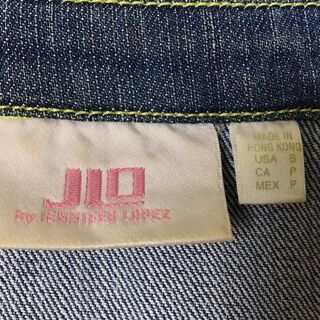 JLO
by JENNIFER LOPEZ
MADE IN
HONG KONG
USA S
CA P
MEX P